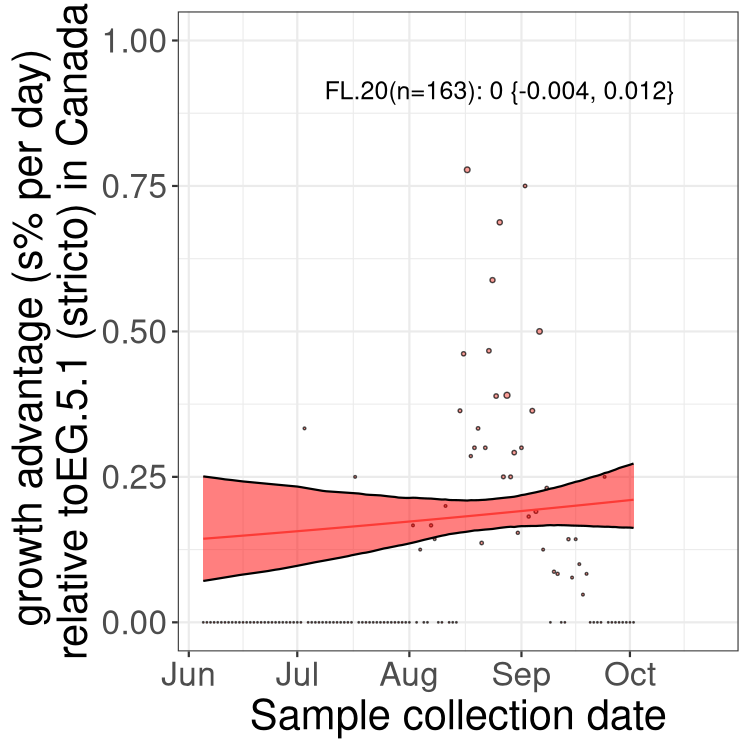 growth advantage (s% per day)
relative toEG.5.1 (stricto) in Canada
1.00
0.75
0.50
0.25
0.00
FL.20(n=163): 0 {-0.004, 0.012}
Jun Jul Aug Sep Oct
Sample collection date